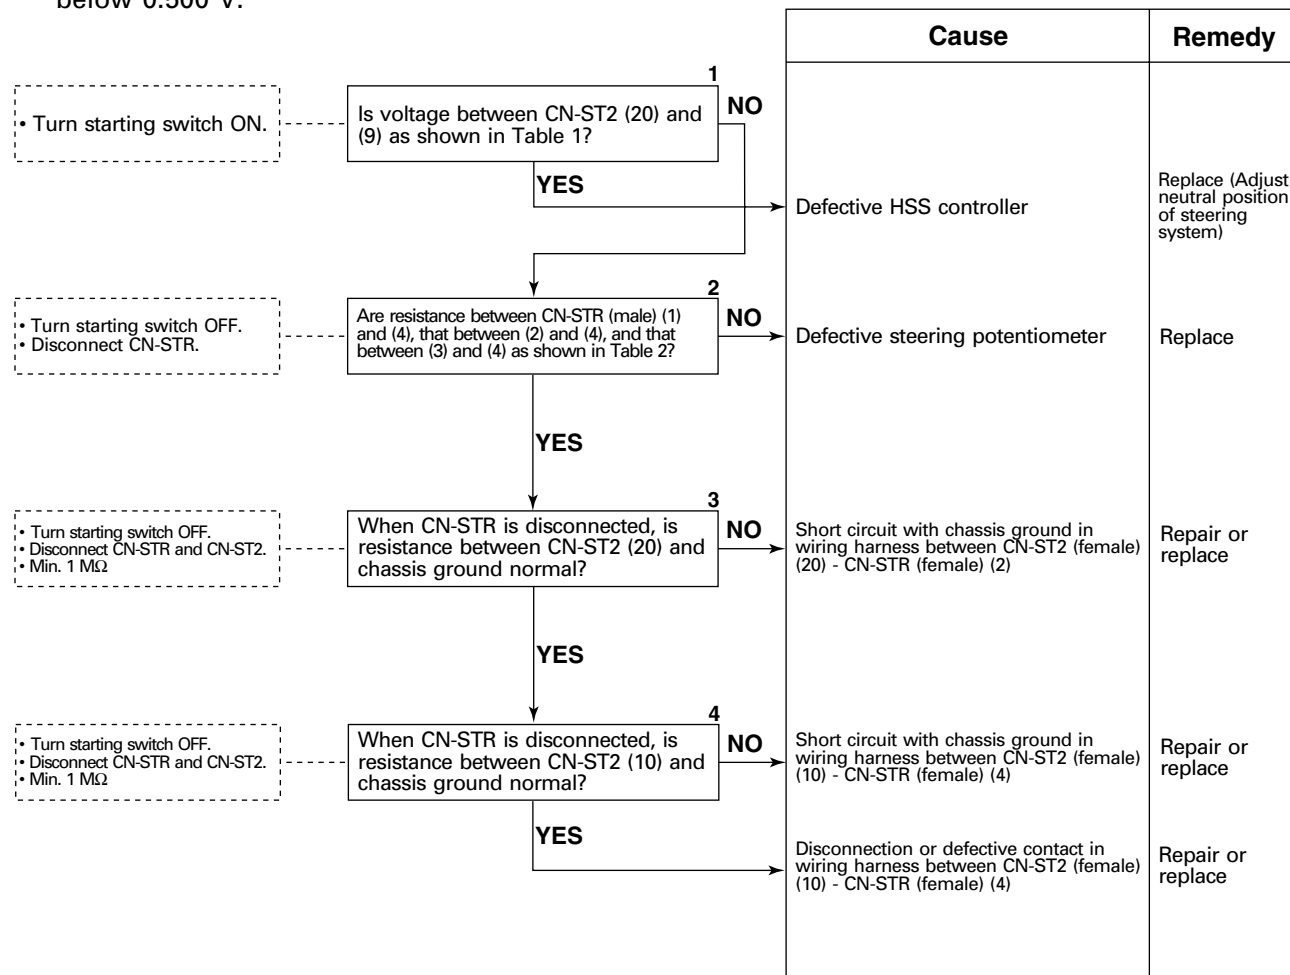 below 0.500 V.
Cause
Remedy
1
• Turn starting switch ON.
Is voltage between CN-ST2 (20) and
(9) as shown in Table 1?
NO
YES
Defective HSS controller
Replace (Adjust
neutral position
of steering
system)
2
• Turn starting switch OFF.
• Disconnect CN-STR.
Are resistance between CN-STR (male) (1)
and (4), that between (2) and (4), and that
between (3) and (4) as shown in Table 2?
NO
Defective steering potentiometer
Replace
YES
3
• Turn starting switch OFF.
• Disconnect CN-STR and CN-ST2.
• Min. 1 MΩ
When CN-STR is disconnected, is
resistance between CN-ST2 (20) and
chassis ground normal?
NO
Short circuit with chassis ground in
wiring harness between CN-ST2 (female)
(20) - CN-STR (female) (2)
Repair or
replace
YES
4
• Turn starting switch OFF.
• Disconnect CN-STR and CN-ST2.
• Min. 1 MΩ
When CN-STR is disconnected, is
resistance between CN-ST2 (10) and
chassis ground normal?
NO
Short circuit with chassis ground in
wiring harness between CN-ST2 (female)
(10) - CN-STR (female) (4)
Repair or
replace
YES
Disconnection or defective contact in
wiring harness between CN-ST2 (female)
(10) - CN-STR (female) (4)
Repair or
replace